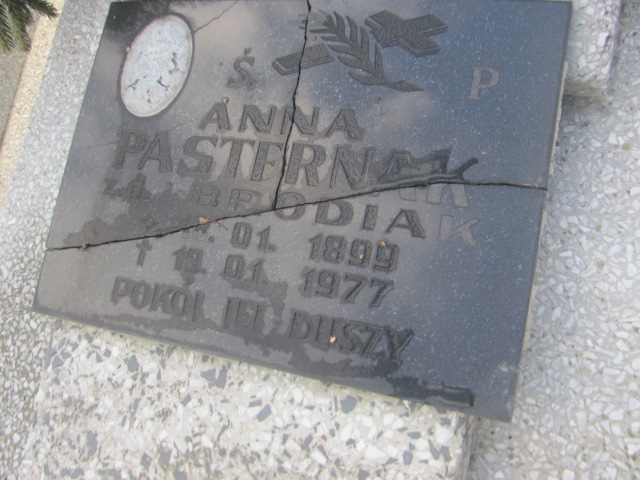 Ś. P.
ANNA
PASTERNAK
z.d. BRODIAK
* 01. 1899
† 19. 01. 1977
POKÓJ JEJ DUSZY